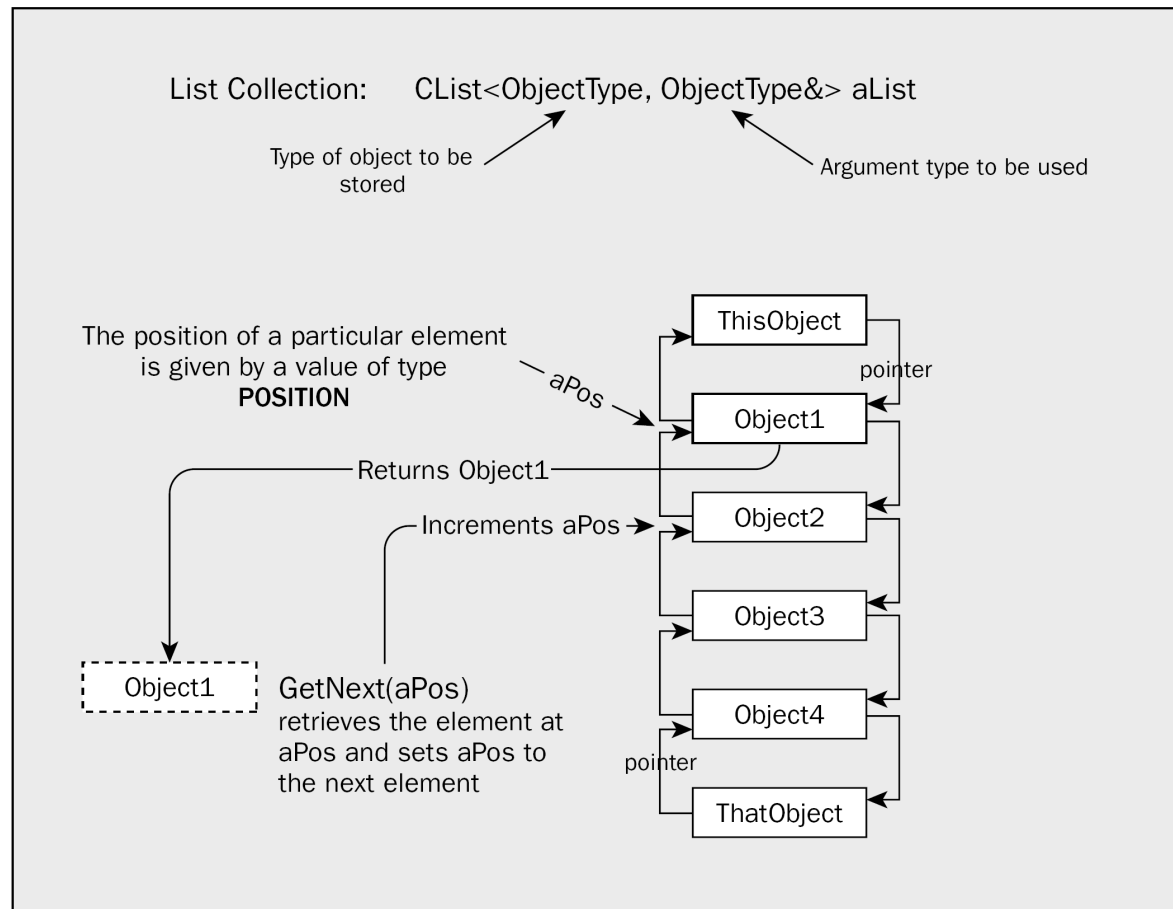 List Collection: CList<ObjectType, ObjectType&> aList
Type of object to be
stored
Argument type to be used
ThisObject
The position of a particular element
is given by a value of type
POSITION
aPos
pointer
Object1
Returns Object1
Object2
Increments aPos
Object3
Object1
GetNext(aPos)
retrieves the element at
aPos and sets aPos to
the next element
Object4
pointer
ThatObject